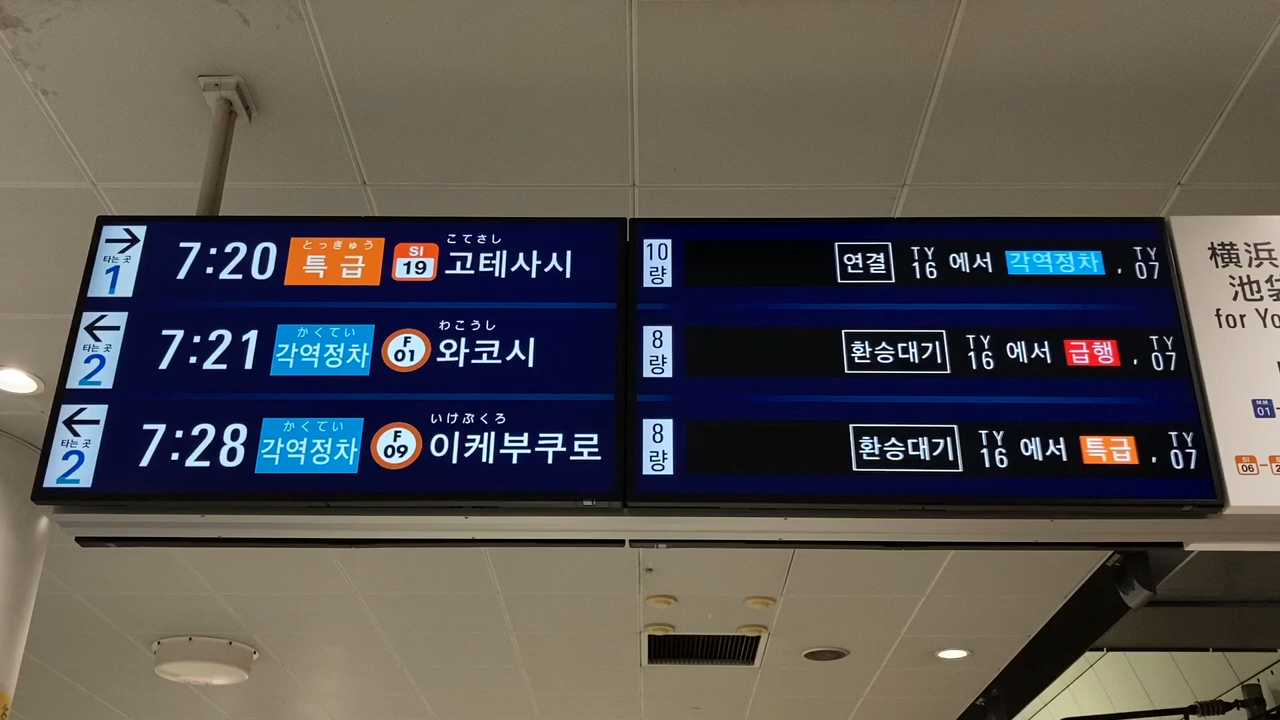 とっきゅう こてさし
타는 곳 1 7:20 특급 SI 19 고테사시 10량 연결 TY 16 에서 각역정차 , TY 07
かくてい わこうし
타는 곳 2 7:21 각역정차 F 01 와코시 8량 환승대기 TY 16 에서 급행 , TY 07
かくてい いけぶくろ
타는 곳 2 7:28 각역정차 F 09 이케부쿠로 8량 환승대기 TY 16 에서 특급 , TY 07
横浜
池袋
for Yo
MM 01
SI 06